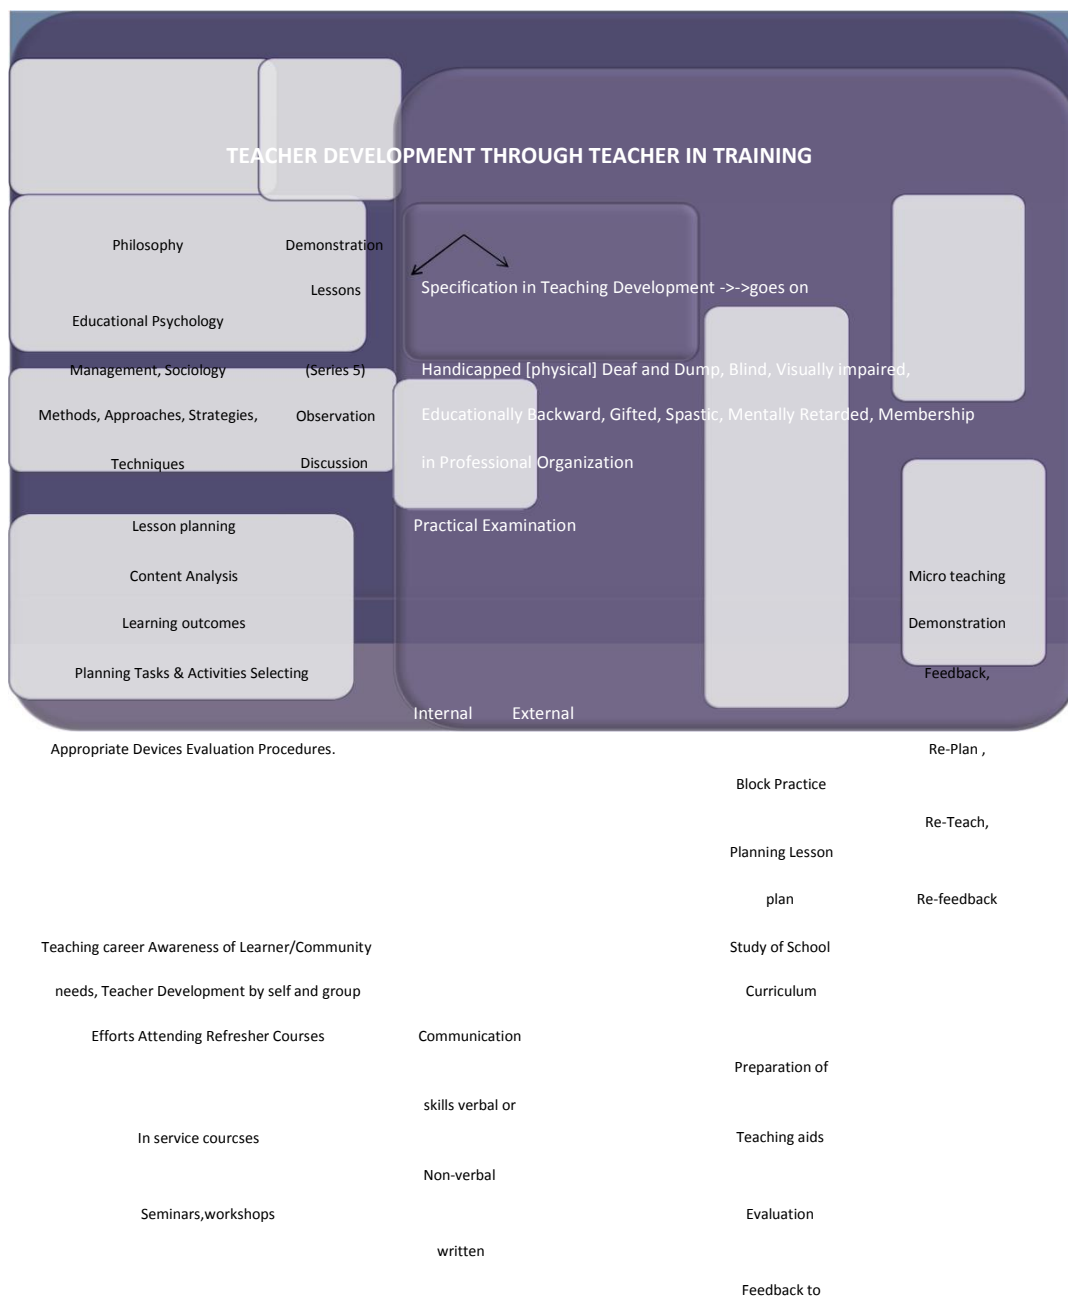 TEACHER DEVELOPMENT THROUGH TEACHER IN TRAINING
Philosophy
Educational Psychology
Management, Sociology
Methods, Approaches, Strategies,
Techniques
Demonstration
Lessons
(Series 5)
Observation
Discussion
Specification in Teaching Development ->->goes on
Handicapped [physical] Deaf and Dump, Blind, Visually impaired,
Educationally Backward, Gifted, Spastic, Mentally Retarded, Membership
in Professional Organization
Practical Examination
Internal External
Lesson planning
Content Analysis
Learning outcomes
Planning Tasks & Activities Selecting
Appropriate Devices Evaluation Procedures.
Micro teaching
Demonstration
Feedback,
Re-Plan ,
Re-Teach,
Re-feedback
Block Practice
Planning Lesson
plan
Study of School
Curriculum
Preparation of
Teaching aids
Evaluation
Feedback to
Teaching career Awareness of Learner/Community
needs, Teacher Development by self and group
Efforts Attending Refresher Courses
In service courcses
Seminars,workshops
Communication
skills verbal or
Non-verbal
written